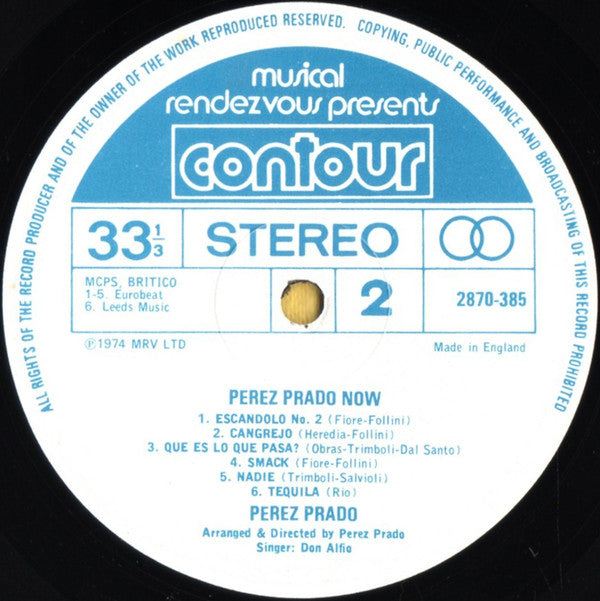 ALL RIGHTS OF THE RECORD PRODUCER AND OF THE OWNER OF THE WORK REPRODUCED RESERVED. COPYING, PUBLIC PERFORMANCE AND BROADCASTING OF THIS RECORD PROHIBITED
musical
rendezvous presents
contour
33 1/3 STEREO
MCPS, BRITICO
1-5. Eurobeat
6. Leeds Music
2
2870-385
℗1974 MRV LTD
Made in England
PEREZ PRADO NOW
1. ESCANDOLO No. 2 (Fiore-Follini)
2. CANGREJO (Heredia-Follini)
3. QUE ES LO QUE PASA? (Obras-Trimboli-Dal Santo)
4. SMACK (Fiore-Follini)
5. NADIE (Trimboli-Salvioli)
6. TEQUILA (Rio)
PEREZ PRADO
Arranged & Directed by Perez Prado
Singer: Don Alfio